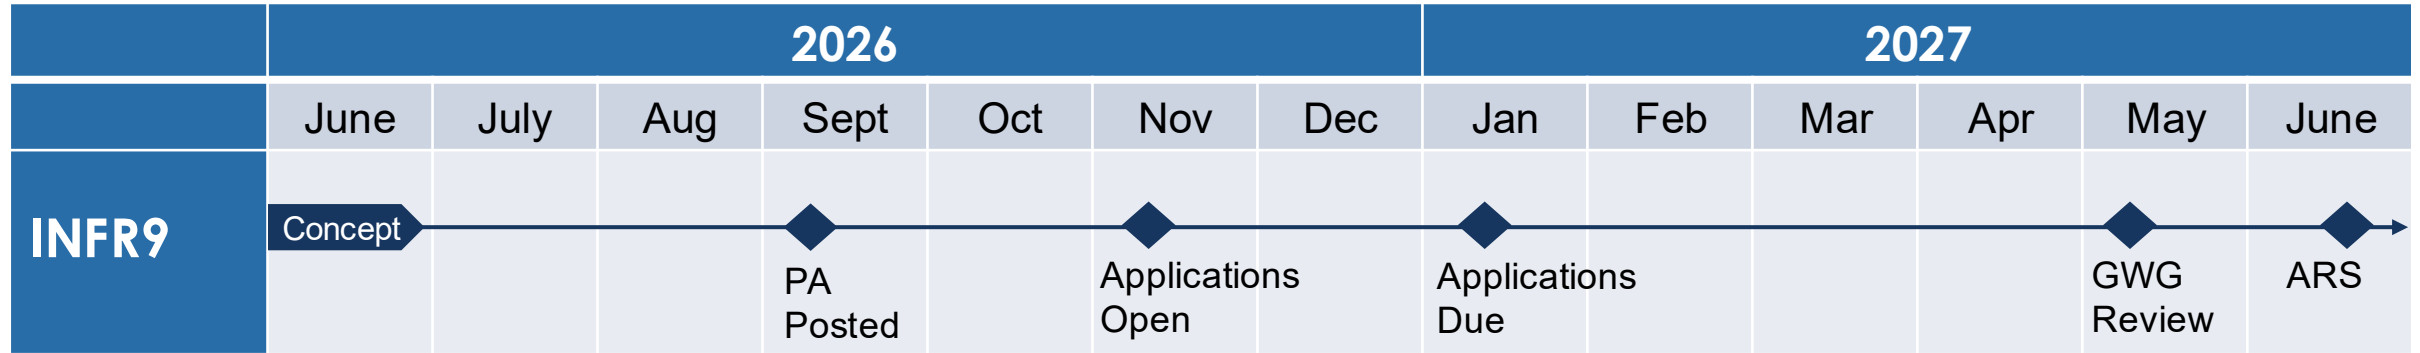 2026 2027
June July Aug Sept Oct Nov Dec Jan Feb Mar Apr May June
INFR9
Concept
PA
Posted
Applications
Open
Applications
Due
GWG
Review
ARS